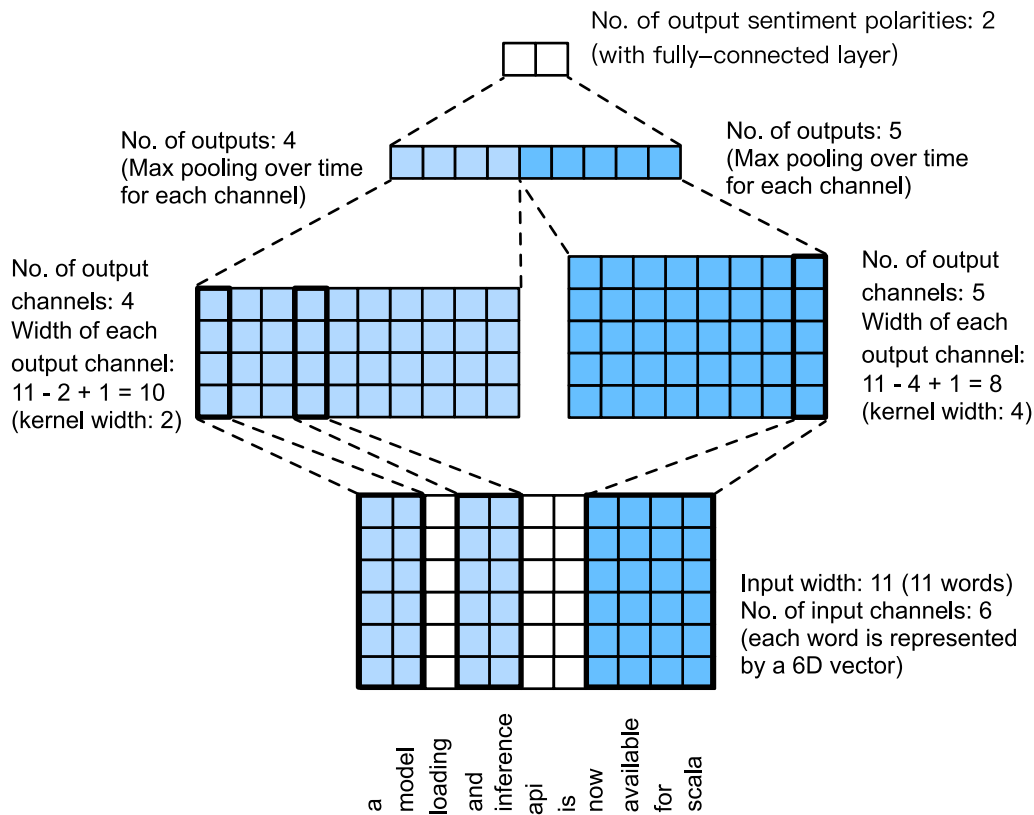 No. of output sentiment polarities: 2
(with fully–connected layer)
No. of outputs: 4
(Max pooling over time
for each channel)
No. of outputs: 5
(Max pooling over time
for each channel)
No. of output
channels: 4
Width of each
output channel:
11 - 2 + 1 = 10
(kernel width: 2)
No. of output
channels: 5
Width of each
output channel:
11 - 4 + 1 = 8
(kernel width: 4)
Input width: 11 (11 words)
No. of input channels: 6
(each word is represented
by a 6D vector)
a
model
loading
and
inference
api
is
now
available
for
scala